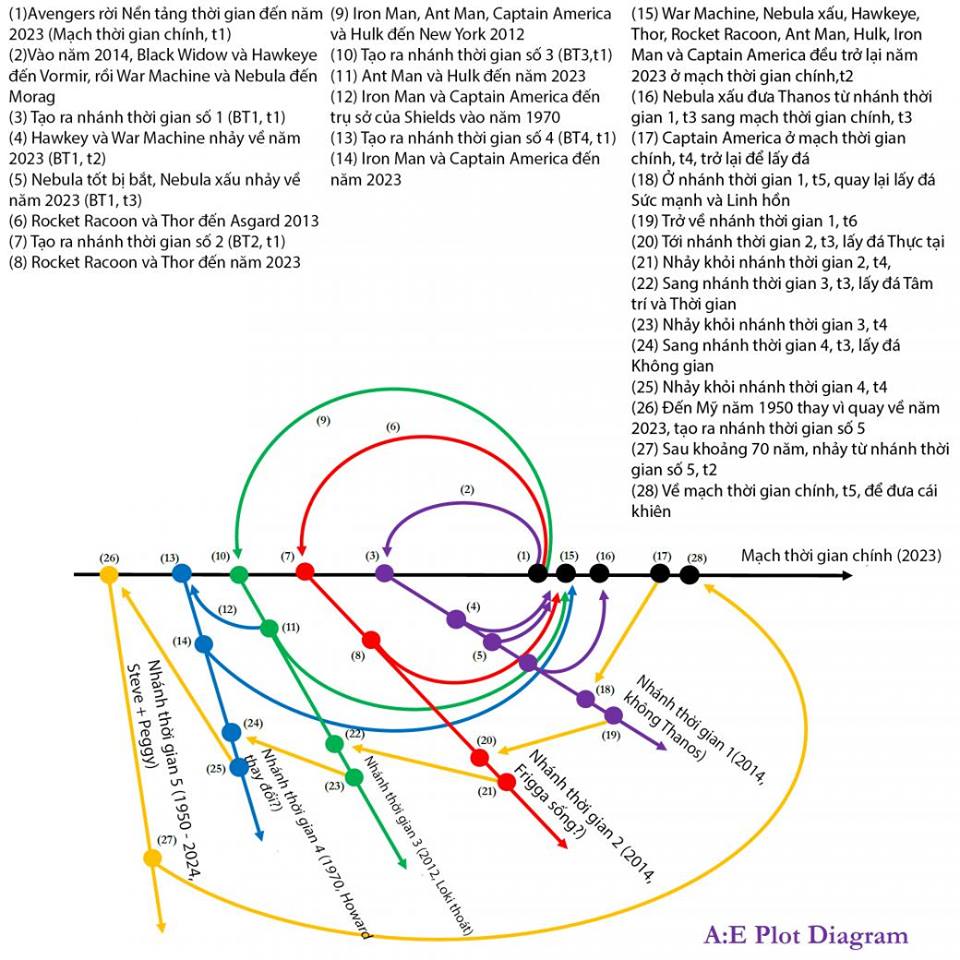 (1)Avengers rời Nền tảng thời gian đến năm
2023 (Mạch thời gian chính, t1)
(2)Vào năm 2014, Black Widow và Hawkeye
đến Vormir, rồi War Machine và Nebula đến
Morag
(3) Tạo ra nhánh thời gian số 1 (BT1, t1)
(4) Hawkey và War Machine nhảy về năm
2023 (BT1, t2)
(5) Nebula tốt bị bắt, Nebula xấu nhảy về
năm 2023 (BT1, t3)
(6) Rocket Racoon và Thor đến Asgard 2013
(7) Tạo ra nhánh thời gian số 2 (BT2, t1)
(8) Rocket Racoon và Thor đến năm 2023
(9) Iron Man, Ant Man, Captain America
và Hulk đến New York 2012
(10) Tạo ra nhánh thời gian số 3 (BT3,t1)
(11) Ant Man và Hulk đến năm 2023
(12) Iron Man và Captain America đến
trụ sở của Shields vào năm 1970
(13) Tạo ra nhánh thời gian số 4 (BT4, t1)
(14) Iron Man và Captain America đến
năm 2023
(15) War Machine, Nebula xấu, Hawkeye,
Thor, Rocket Racoon, Ant Man, Hulk, Iron
Man và Captain America đều trở lại năm
2023 ở mạch thời gian chính,t2
(16) Nebula xấu đưa Thanos từ nhánh thời
gian 1, t3 sang mạch thời gian chính, t3
(17) Captain America ở mạch thời gian
chính, t4, trở lại để lấy đá
(18) Ở nhánh thời gian 1, t5, quay lại lấy đá
Sức mạnh và Linh hồn
(19) Trở về nhánh thời gian 1, t6
(20) Tới nhánh thời gian 2, t3, lấy đá Thực tại
(21) Nhảy khỏi nhánh thời gian 2, t4,
(22) Sang nhánh thời gian 3, t3, lấy đá Tâm
trí và Thời gian
(23) Nhảy khỏi nhánh thời gian 3, t4
(24) Sang nhánh thời gian 4, t3, lấy đá
Không gian
(25) Nhảy khỏi nhánh thời gian 4, t4
(26) Đến Mỹ năm 1950 thay vì quay về năm
2023, tạo ra nhánh thời gian số 5
(27) Sau khoảng 70 năm, nhảy từ nhánh thời
gian số 5, t2
(28) Về mạch thời gian chính, t5, để đưa cái
khiên
(9)
(6)
(2)
(26)
(13)
(10)
(7)
(3)
(1)
(15)
(16)
(17)
(28)
Mạch thời gian chính (2023)
(12)
(11)
(4)
(14)
(8)
(5)
(18)
(19)
(24)
(22)
(20)
(25)
(23)
(21)
(27)
Nhánh thời gian 5 (1950 - 2024,
Steve + Peggy)
Nhánh thời gian 4 (1970, Howard
thay đổi?)
Nhánh thời gian 3 (2012, Loki thoát)
Nhánh thời gian 2 (2014,
Frigga sống?)
Nhánh thời gian 1(2014,
không Thanos)
A:E Plot Diagram